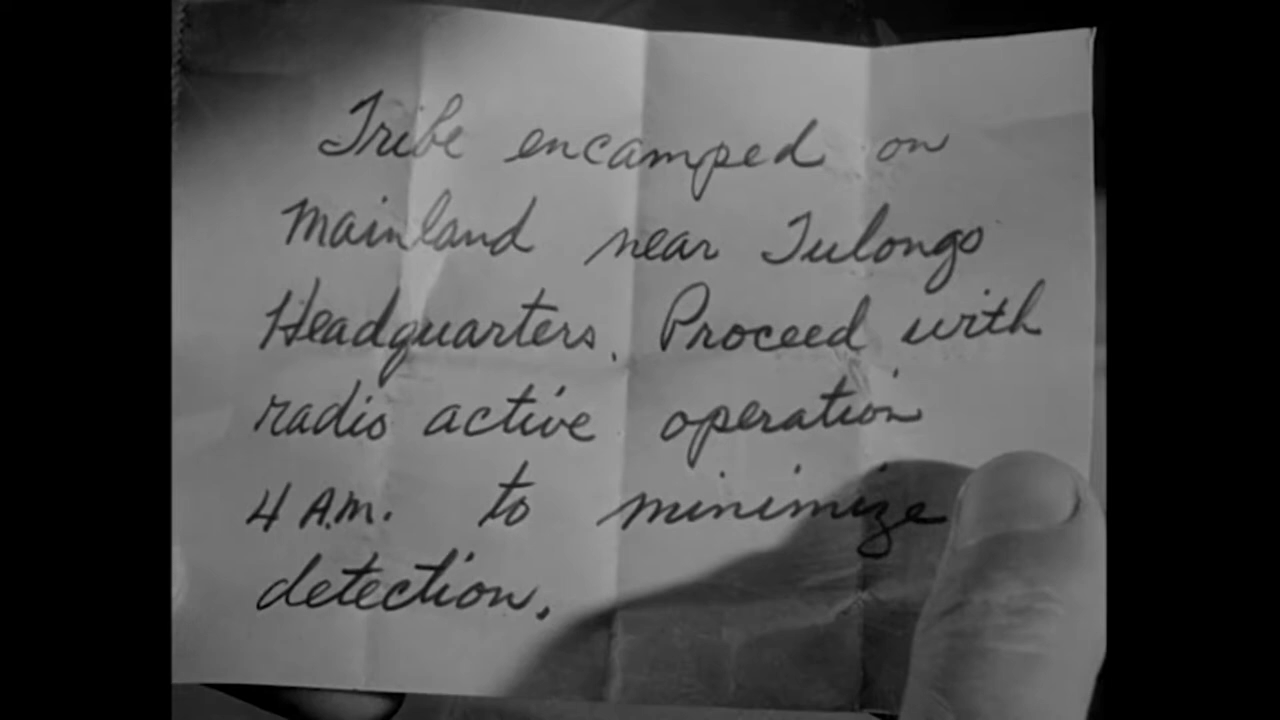 Tribe encamped on
Mainland near Tulongo
Headquarters. Proceed with
radio active operation
4 A.M. to minimize
detection.